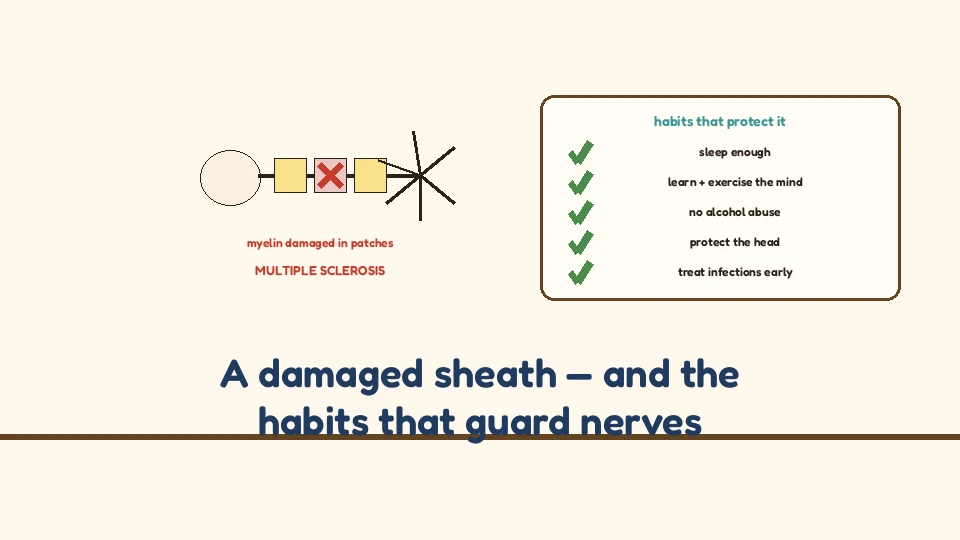 myelin damaged in patches
MULTIPLE SCLEROSIS
habits that protect it
sleep enough
learn + exercise the mind
no alcohol abuse
protect the head
treat infections early
A damaged sheath — and the
habits that guard nerves